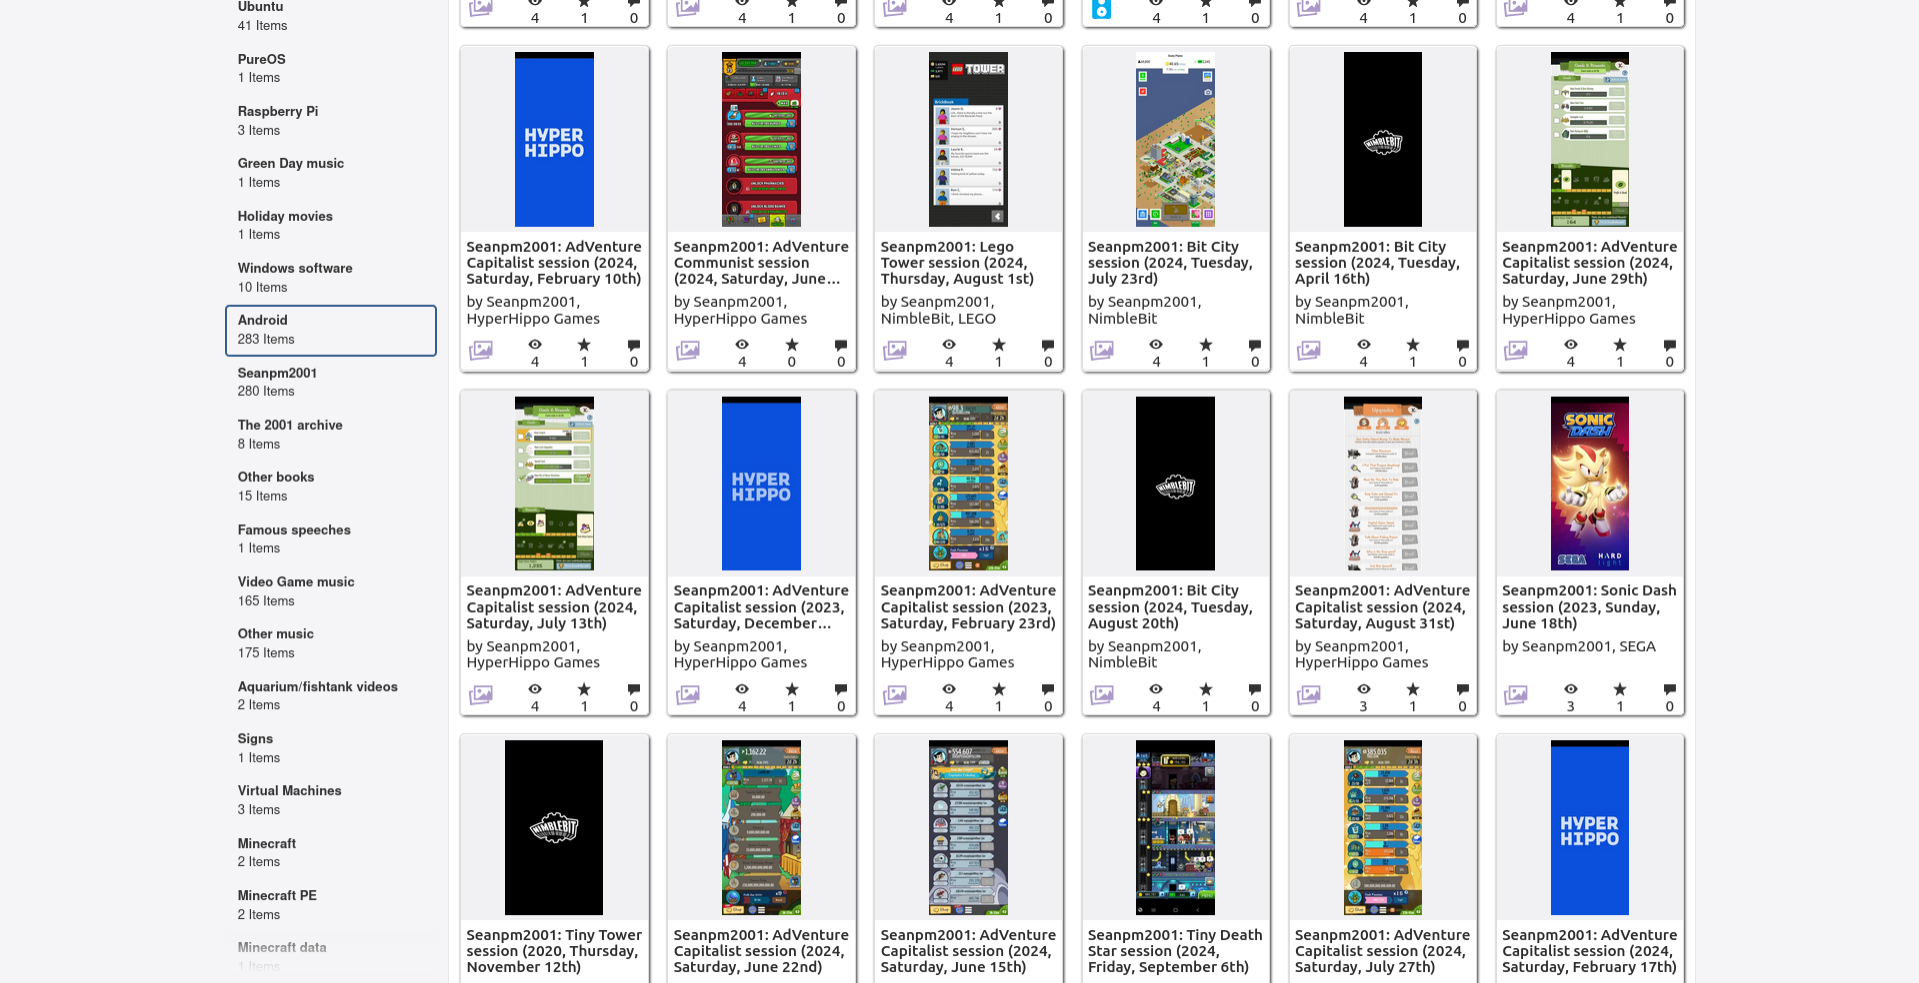 Ubuntu
41 Items
PureOS
1 Items
Raspberry Pi
3 Items
Green Day music
1 Items
Holiday movies
1 Items
Windows software
10 Items
Android
283 Items
Seanpm2001
280 Items
The 2001 archive
8 Items
Other books
15 Items
Famous speeches
1 Items
Video Game music
165 Items
Other music
175 Items
Aquarium/fishtank videos
2 Items
Signs
1 Items
Virtual Machines
3 Items
Minecraft
2 Items
Minecraft PE
2 Items
Minecraft data
1 Items
4 1 0
4 1 0
4 1 0
4 1 0
4 1 0
4 1 0
HYPER
HIPPO
Seanpm2001: AdVenture
Capitalist session (2024,
Saturday, February 10th)
by Seanpm2001,
HyperHippo Games
4 1 0
Seanpm2001: AdVenture
Communist session
(2024, Saturday, June...
by Seanpm2001,
HyperHippo Games
4 0 0
LEGO TOWER
BrickBook
Seanpm2001: Lego
Tower session (2024,
Thursday, August 1st)
by Seanpm2001,
NimbleBit, LEGO
4 1 0
Seanpm2001: Bit City
session (2024, Tuesday,
July 23rd)
by Seanpm2001,
NimbleBit
4 1 0
NIMBLEBIT
Seanpm2001: Bit City
session (2024, Tuesday,
April 16th)
by Seanpm2001,
NimbleBit
4 1 0
Seanpm2001: AdVenture
Capitalist session (2024,
Saturday, June 29th)
by Seanpm2001,
HyperHippo Games
4 1 0
Seanpm2001: AdVenture
Capitalist session (2024,
Saturday, July 13th)
by Seanpm2001,
HyperHippo Games
4 1 0
HYPER
HIPPO
Seanpm2001: AdVenture
Capitalist session (2023,
Saturday, December...
by Seanpm2001,
HyperHippo Games
4 1 0
Seanpm2001: AdVenture
Capitalist session (2023,
Saturday, February 23rd)
by Seanpm2001,
HyperHippo Games
4 1 0
NIMBLEBIT
Seanpm2001: Bit City
session (2024, Tuesday,
August 20th)
by Seanpm2001,
NimbleBit
4 1 0
Upgrades
Seanpm2001: AdVenture
Capitalist session (2024,
Saturday, August 31st)
by Seanpm2001,
HyperHippo Games
3 1 0
SONIC
DASH
SEGA HARD
light
Seanpm2001: Sonic Dash
session (2023, Sunday,
June 18th)
by Seanpm2001, SEGA
3 1 0
NIMBLEBIT
Seanpm2001: Tiny Tower
session (2020, Thursday,
November 12th)
Seanpm2001: AdVenture
Capitalist session (2024,
Saturday, June 22nd)
Seanpm2001: AdVenture
Capitalist session (2024,
Saturday, June 15th)
Seanpm2001: Tiny Death
Star session (2024,
Friday, September 6th)
Seanpm2001: AdVenture
Capitalist session (2024,
Saturday, July 27th)
HYPER
HIPPO
Seanpm2001: AdVenture
Capitalist session (2024,
Saturday, February 17th)